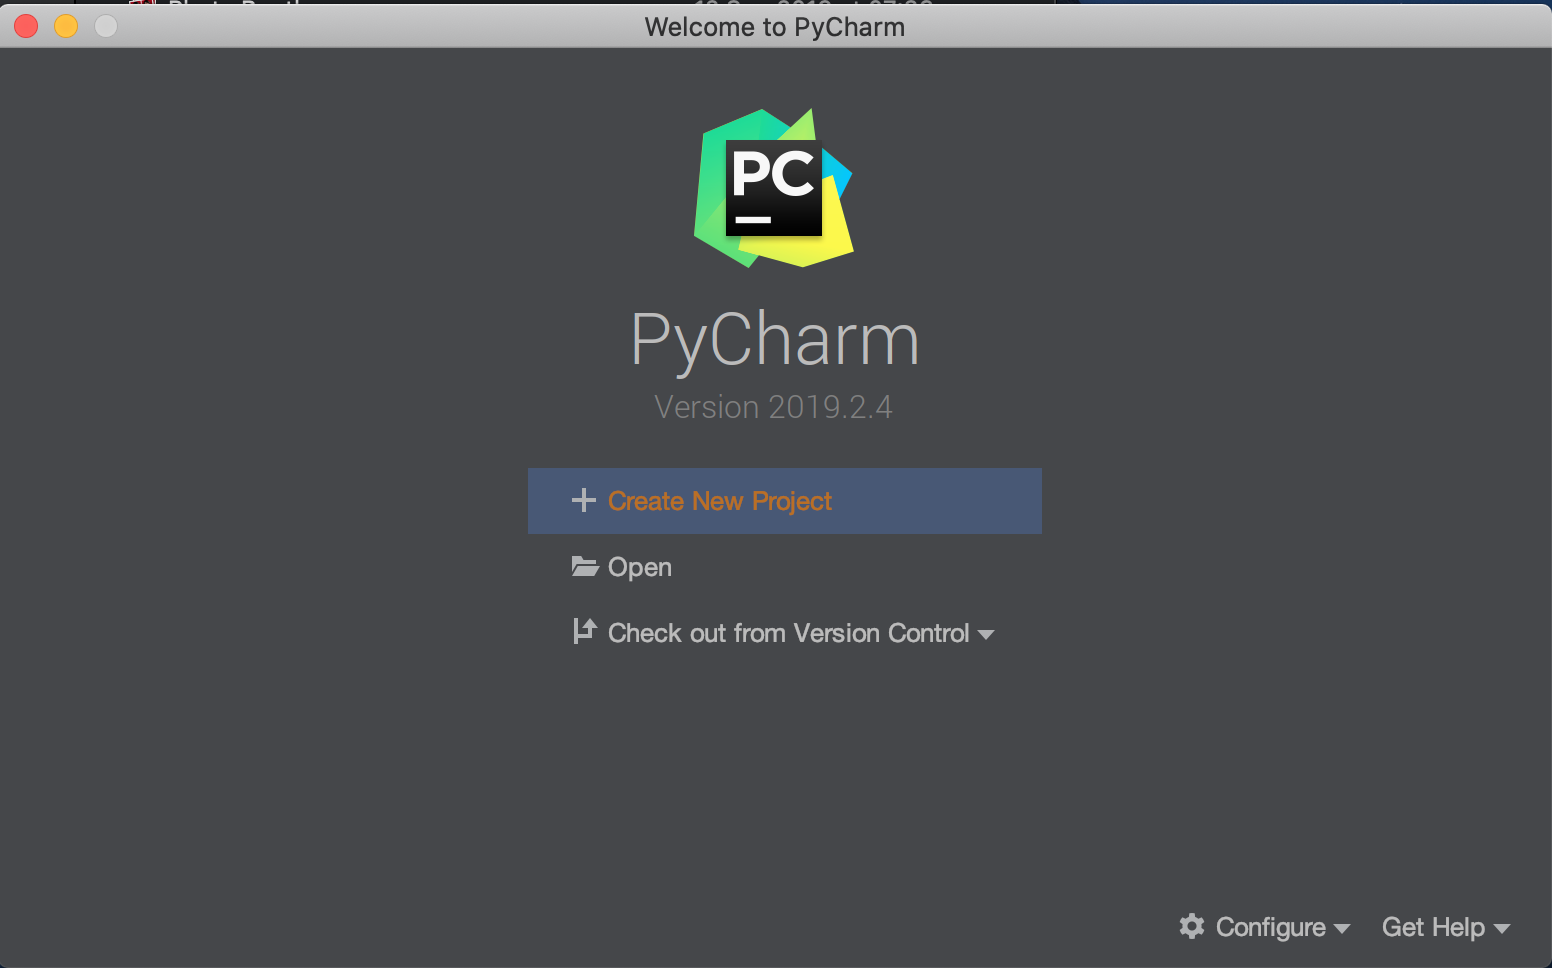 Welcome to PyCharm
PC
PyCharm
Version 2019.2.4
Create New Project
Open
Check out from Version Control
Configure
Get Help